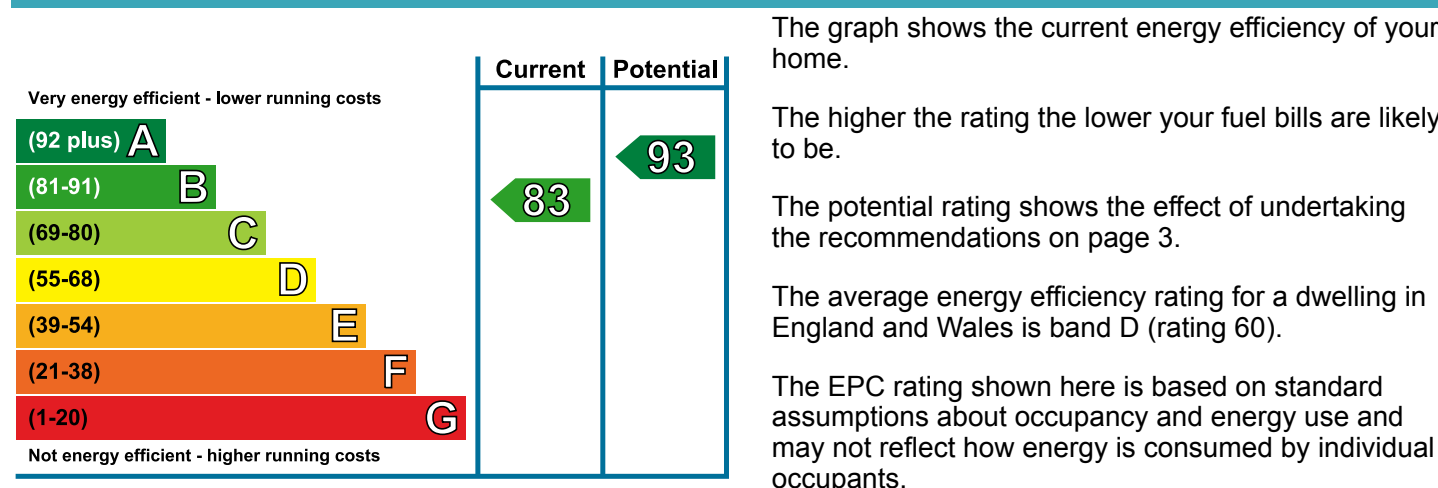 Current Potential
Very energy efficient - lower running costs
(92 plus) A
(81-91) B
(69-80) C
(55-68) D
(39-54) E
(21-38) F
(1-20) G
Not energy efficient - higher running costs
83
93
The graph shows the current energy efficiency of your
home.
The higher the rating the lower your fuel bills are likely
to be.
The potential rating shows the effect of undertaking
the recommendations on page 3.
The average energy efficiency rating for a dwelling in
England and Wales is band D (rating 60).
The EPC rating shown here is based on standard
assumptions about occupancy and energy use and
may not reflect how energy is consumed by individual
occupants.